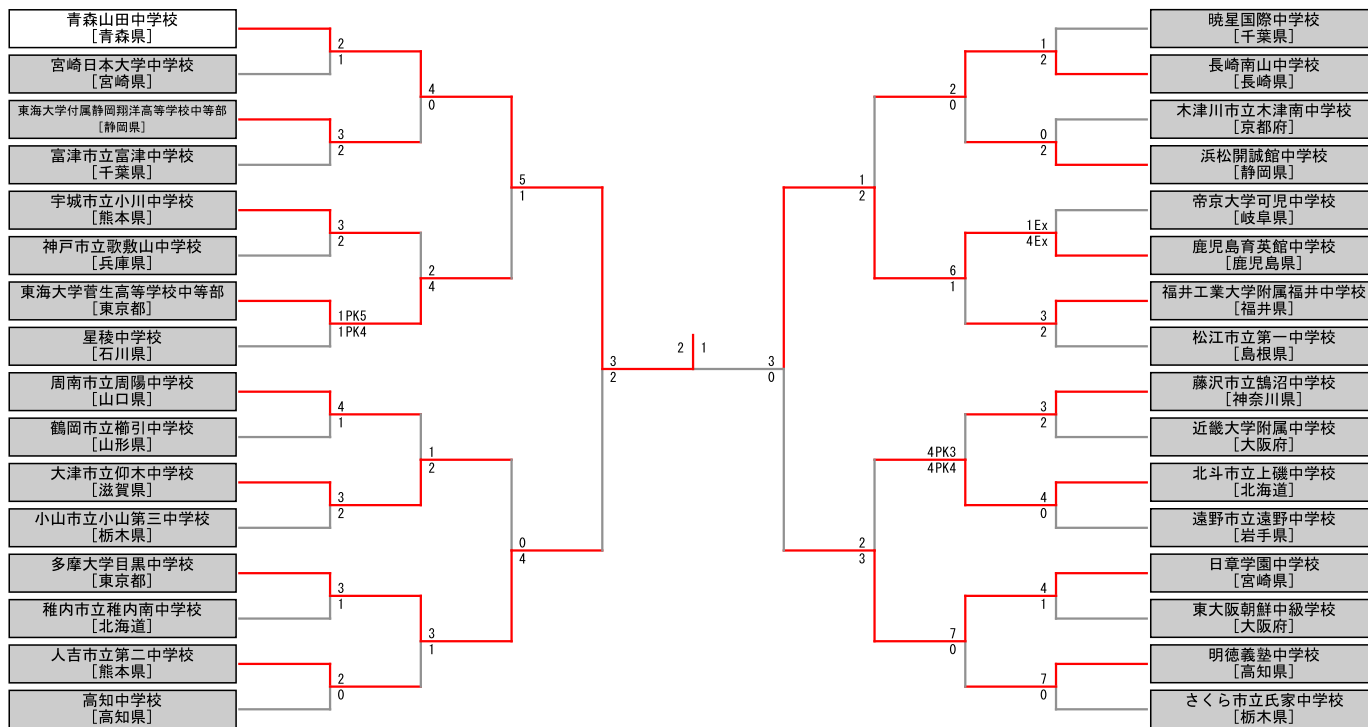 青森山田中学校
[青森県]
宮崎日本大学中学校
[宮崎県]
東海大学付属静岡翔洋高等学校中等部
[静岡県]
富津市立富津中学校
[千葉県]
宇城市立小川中学校
[熊本県]
神戸市立歌敷山中学校
[兵庫県]
東海大学菅生高等学校中等部
[東京都]
星稜中学校
[石川県]
周南市立周陽中学校
[山口県]
鶴岡市立櫛引中学校
[山形県]
大津市立仰木中学校
[滋賀県]
小山市立小山第三中学校
[栃木県]
多摩大学目黒中学校
[東京都]
稚内市立稚内南中学校
[北海道]
人吉市立第二中学校
[熊本県]
高知中学校
[高知県]
2
1
3
2
3
2
1PK5
1PK4
4
1
3
2
3
1
2
0
4
0
2
4
1
2
3
1
5
1
0
4
3
2
2 1
3
0
1
2
2
3
2
0
6
1
4PK3
4PK4
7
0
1
2
0
2
1Ex
4Ex
3
2
3
2
4
0
4
1
7
0
暁星国際中学校
[千葉県]
長崎南山中学校
[長崎県]
木津川市立木津南中学校
[京都府]
浜松開誠館中学校
[静岡県]
帝京大学可児中学校
[岐阜県]
鹿児島育英館中学校
[鹿児島県]
福井工業大学附属福井中学校
[福井県]
松江市立第一中学校
[島根県]
藤沢市立鵠沼中学校
[神奈川県]
近畿大学附属中学校
[大阪府]
北斗市立上磯中学校
[北海道]
遠野市立遠野中学校
[岩手県]
日章学園中学校
[宮崎県]
東大阪朝鮮中級学校
[大阪府]
明徳義塾中学校
[高知県]
さくら市立氏家中学校
[栃木県]